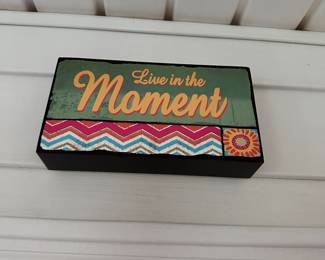 Live in the
Moment